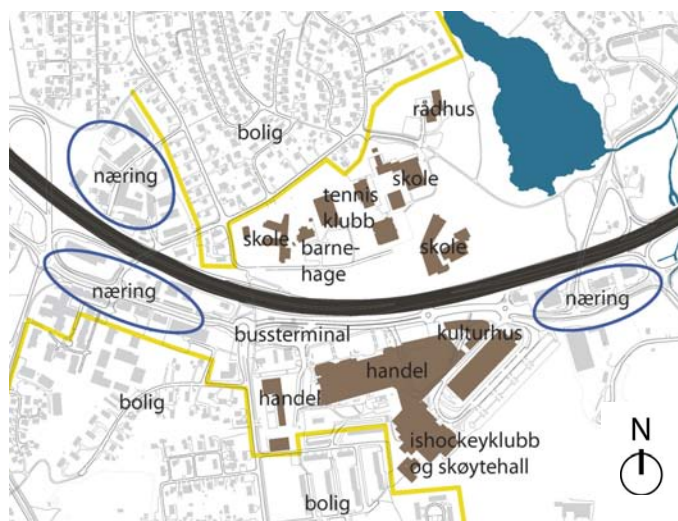 rådhus
bolig
næring
skole
tennis
klubb
skole
barne-
hage
skole
næring
næring
bussterminal
kulturhus
handel
handel
bolig
ishockeyklubb
og skøytehall
bolig
N